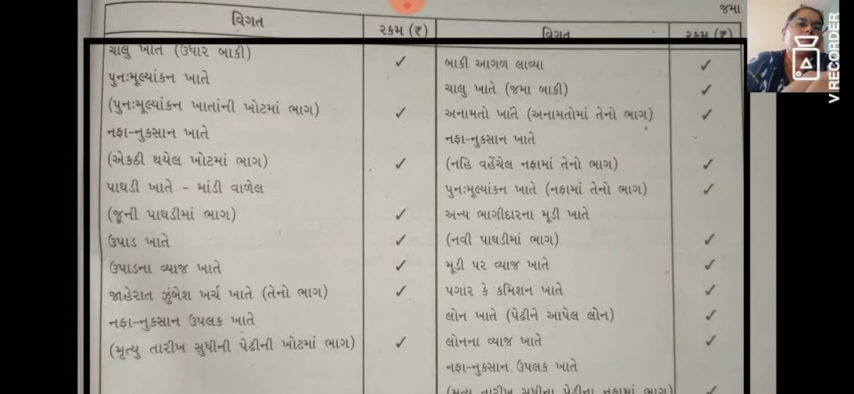 જમા
વિગત
રકમ (₹)
વિગત
રકમ (₹)
ચાલુ ખાતે (ઉધાર બાકી) ✓
પુનઃમૂલ્યાંકન ખાતે
(પુનઃમૂલ્યાંકન ખાતાની ખોટમાં ભાગ) ✓
નફા-નુકસાન ખાતે
(એકઠી થયેલ ખોટમાં ભાગ) ✓
પાઘડી ખાતે - માંડી વાળેલ
(જૂની પાઘડીમાં ભાગ) ✓
ઉપાડ ખાતે ✓
ઉપાડના વ્યાજ ખાતે ✓
જાહેરાત ઝુંબેશ ખર્ચ ખાતે (તેનો ભાગ) ✓
નફા-નુકસાન ઉપલક ખાતે
(મૃત્યુ તારીખ સુધીની પેઢીની ખોટમાં ભાગ) ✓
બાકી આગળ લાવ્યા ✓
ચાલુ ખાતે (જમા બાકી) ✓
અનામતો ખાતે (અનામતોમાં તેનો ભાગ) ✓
નફા-નુકસાન ખાતે
(નહિ વહેંચેલ નફામાં તેનો ભાગ) ✓
પુનઃમૂલ્યાંકન ખાતે (નફામાં તેનો ભાગ) ✓
અન્ય ભાગીદારના મૂડી ખાતે
(નવી પાઘડીમાં ભાગ) ✓
મૂડી પર વ્યાજ ખાતે ✓
પગાર કે કમિશન ખાતે ✓
લોન ખાતે (પેઢીને આપેલ લોન) ✓
લોનના વ્યાજ ખાતે ✓
નફા-નુકસાન ઉપલક ખાતે
(મૃત્યુ તારીખ સુધીના પેઢીના નફામાં ભાગ) ✓
V RECORDER